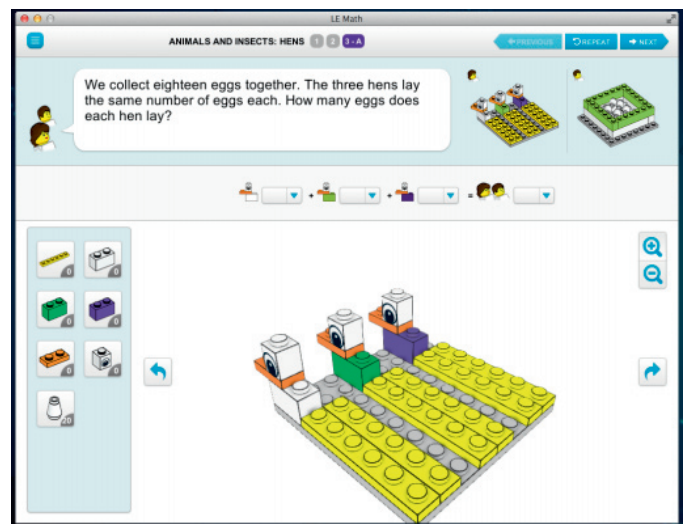 LE Math
ANIMALS AND INSECTS: HENS 1 2 3 - A
PREVIOUS REPEAT NEXT
We collect eighteen eggs together. The three hens lay
the same number of eggs each. How many eggs does
each hen lay?
+ + =
0 0
0 0
0 0
20